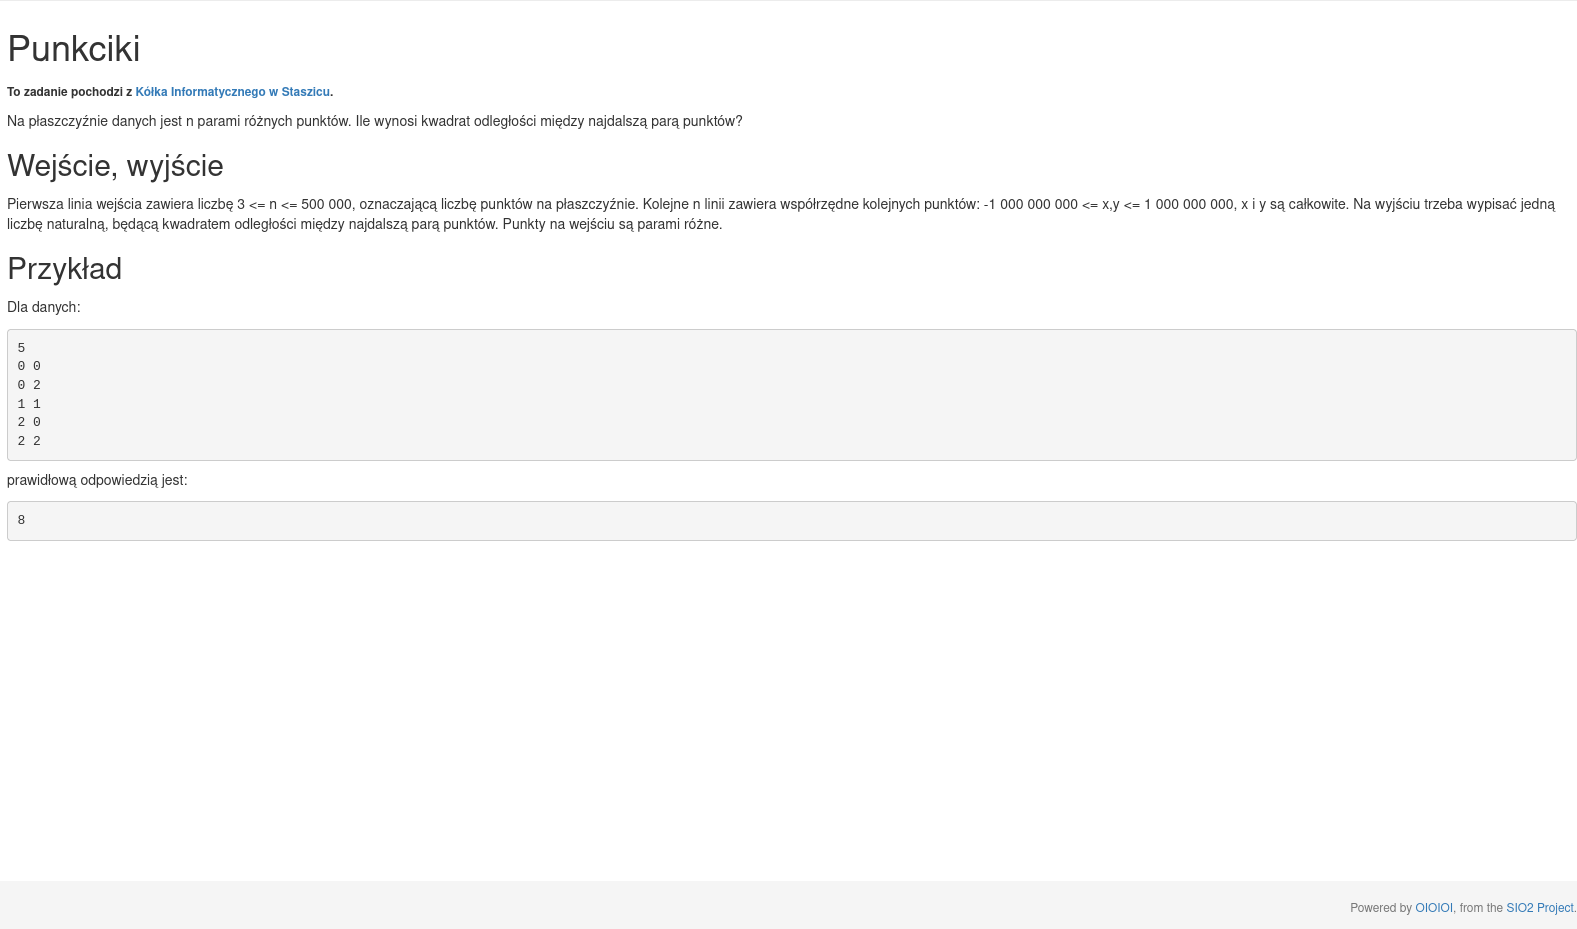 Punkciki
To zadanie pochodzi z Kółka Informatycznego w Staszicu.
Na płaszczyźnie danych jest n parami różnych punktów. Ile wynosi kwadrat odległości między najdalszą parą punktów?
Wejście, wyjście
Pierwsza linia wejścia zawiera liczbę 3 <= n <= 500 000, oznaczającą liczbę punktów na płaszczyźnie. Kolejne n linii zawiera współrzędne kolejnych punktów: -1 000 000 000 <= x,y <= 1 000 000 000, x i y są całkowite. Na wyjściu trzeba wypisać jedną
liczbę naturalną, będącą kwadratem odległości między najdalszą parą punktów. Punkty na wejściu są parami różne.
Przykład
Dla danych:
5
0 0
0 2
1 1
2 0
2 2
prawidłową odpowiedzią jest:
8
Powered by OIOIOI, from the SIO2 Project.